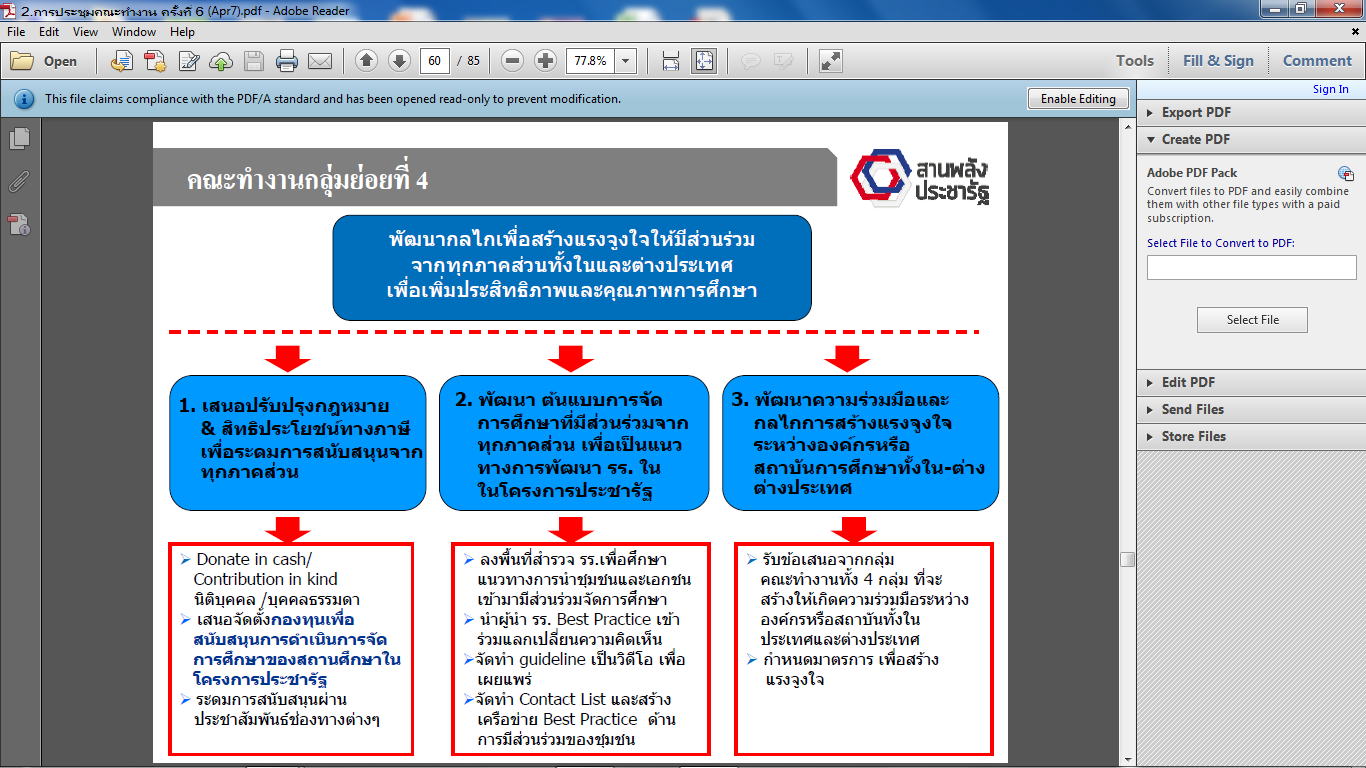 2.การประชุมคณะทำงาน ครั้งที่ 6 (Apr7).pdf - Adobe Reader
File Edit View Window Help
Open 60 / 85 77.8% Tools Fill & Sign Comment
This file claims compliance with the PDF/A standard and has been opened read-only to prevent modification. Enable Editing
Sign In
Export PDF
Create PDF
Adobe PDF Pack
Convert files to PDF and easily combine
them with other file types with a paid
subscription.
Select File to Convert to PDF:
Select File
Edit PDF
Send Files
Store Files
คณะทำงานกลุ่มย่อยที่ 4
สานพลัง
ประชารัฐ
พัฒนากลไกเพื่อสร้างแรงจูงใจให้มีส่วนร่วม
จากทุกภาคส่วนทั้งในและต่างประเทศ
เพื่อเพิ่มประสิทธิภาพและคุณภาพการศึกษา
1. เสนอปรับปรุงกฎหมาย
& สิทธิประโยชน์ทางภาษี
เพื่อระดมการสนับสนุนจาก
ทุกภาคส่วน
2. พัฒนา ต้นแบบการจัด
การศึกษาที่มีส่วนร่วมจาก
ทุกภาคส่วน เพื่อเป็นแนว
ทางการพัฒนา รร. ใน
ในโครงการประชารัฐ
3. พัฒนาความร่วมมือและ
กลไกการสร้างแรงจูงใจ
ระหว่างองค์กรหรือ
สถาบันการศึกษาทั้งใน-ต่าง
ต่างประเทศ
Donate in cash/
Contribution in kind
นิติบุคคล /บุคคลธรรมดา
เสนอจัดตั้งกองทุนเพื่อ
สนับสนุนการดำเนินการจัด
การศึกษาของสถานศึกษาใน
โครงการประชารัฐ
ระดมการสนับสนุนผ่าน
ประชาสัมพันธ์ช่องทางต่างๆ
ลงพื้นที่สำรวจ รร.เพื่อศึกษา
แนวทางการนำชุมชนและเอกชน
เข้ามามีส่วนร่วมจัดการศึกษา
นำผู้นำ รร. Best Practice เข้า
ร่วมแลกเปลี่ยนความคิดเห็น
จัดทำ guideline เป็นวิดีโอ เพื่อ
เผยแพร่
จัดทำ Contact List และสร้าง
เครือข่าย Best Practice ด้าน
การมีส่วนร่วมของชุมชน
รับข้อเสนอจากกลุ่ม
คณะทำงานทั้ง 4 กลุ่ม ที่จะ
สร้างให้เกิดความร่วมมือระหว่าง
องค์กรหรือสถาบันทั้งใน
ประเทศและต่างประเทศ
กำหนดมาตรการ เพื่อสร้าง
แรงจูงใจ